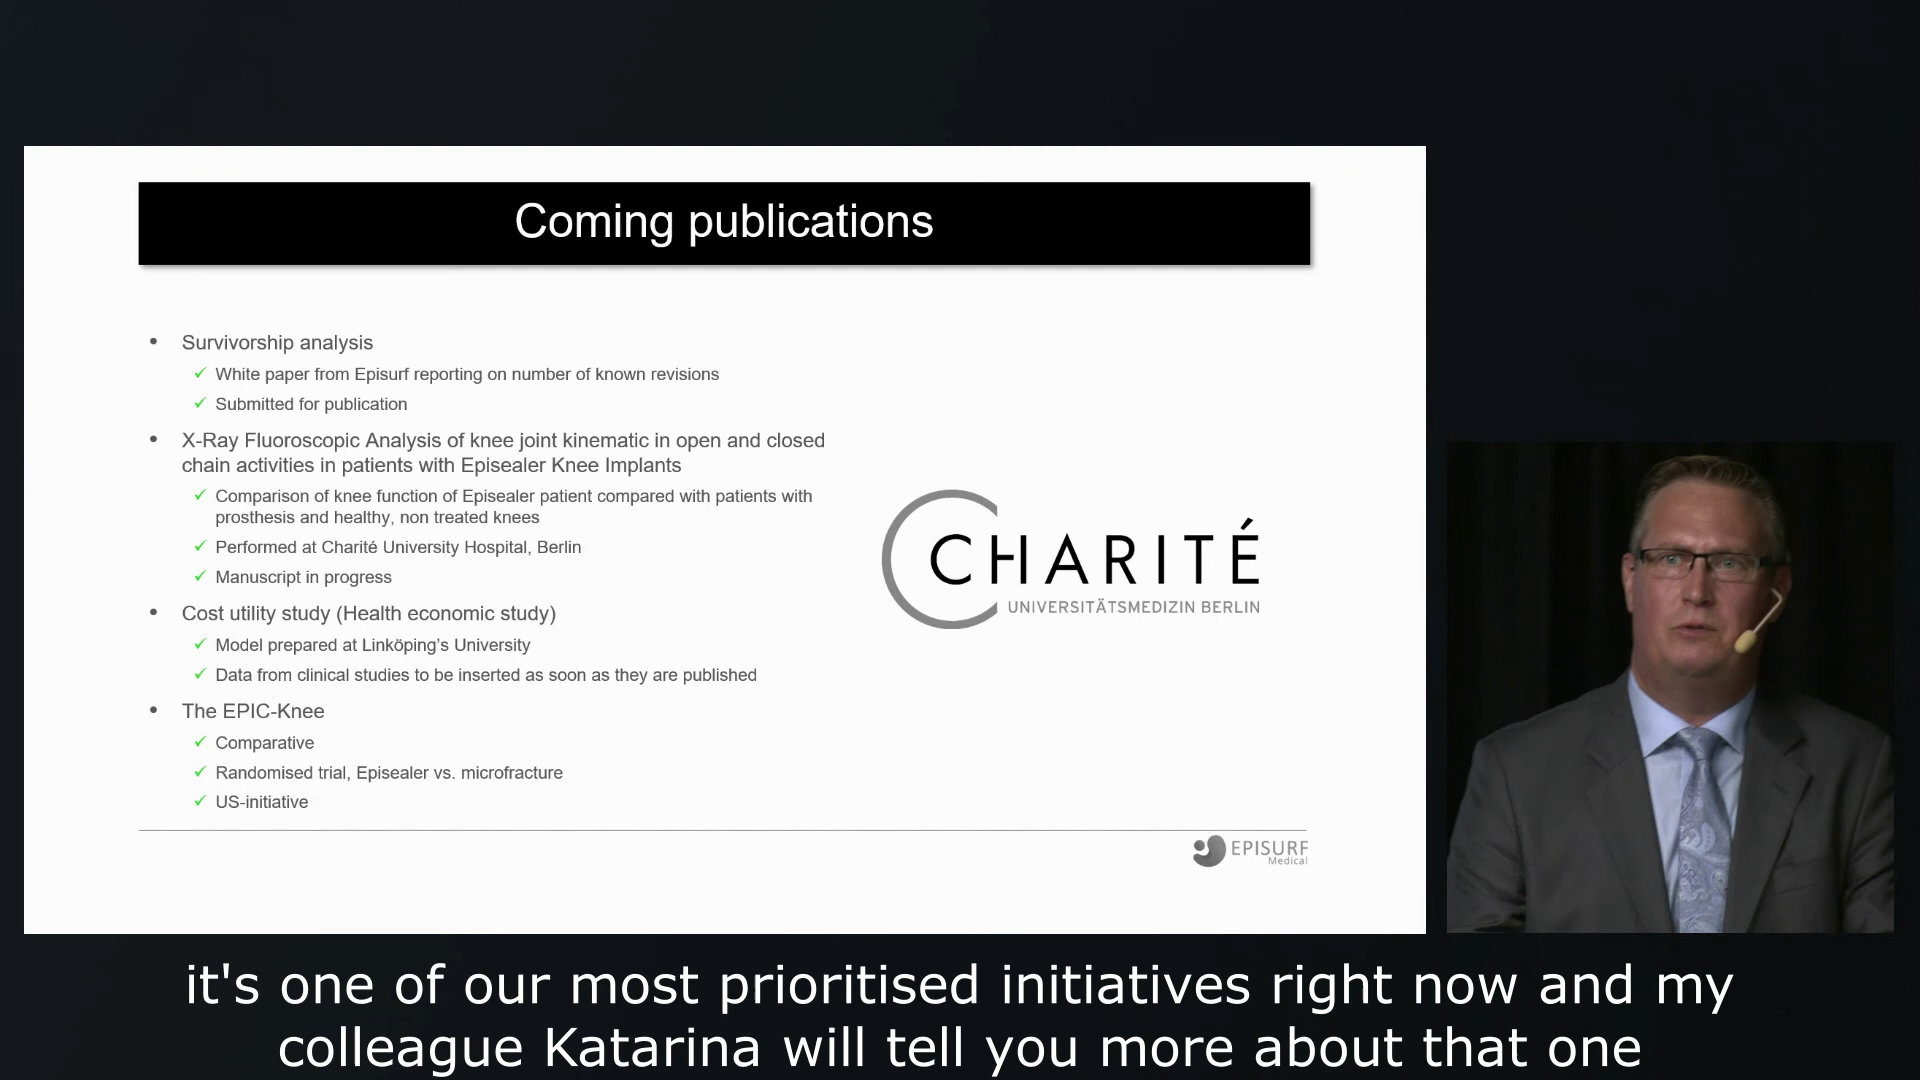 Coming publications
• Survivorship analysis
✓ White paper from Episurf reporting on number of known revisions
✓ Submitted for publication
• X-Ray Fluoroscopic Analysis of knee joint kinematic in open and closed
chain activities in patients with Episealer Knee Implants
✓ Comparison of knee function of Episealer patient compared with patients with
prosthesis and healthy, non treated knees
✓ Performed at Charité University Hospital, Berlin
✓ Manuscript in progress
• Cost utility study (Health economic study)
✓ Model prepared at Linköping’s University
✓ Data from clinical studies to be inserted as soon as they are published
• The EPIC-Knee
✓ Comparative
✓ Randomised trial, Episealer vs. microfracture
✓ US-initiative
CHARITÉ
UNIVERSITÄTSMEDIZIN BERLIN
EPISURF
Medical
it's one of our most prioritised initiatives right now and my
colleague Katarina will tell you more about that one